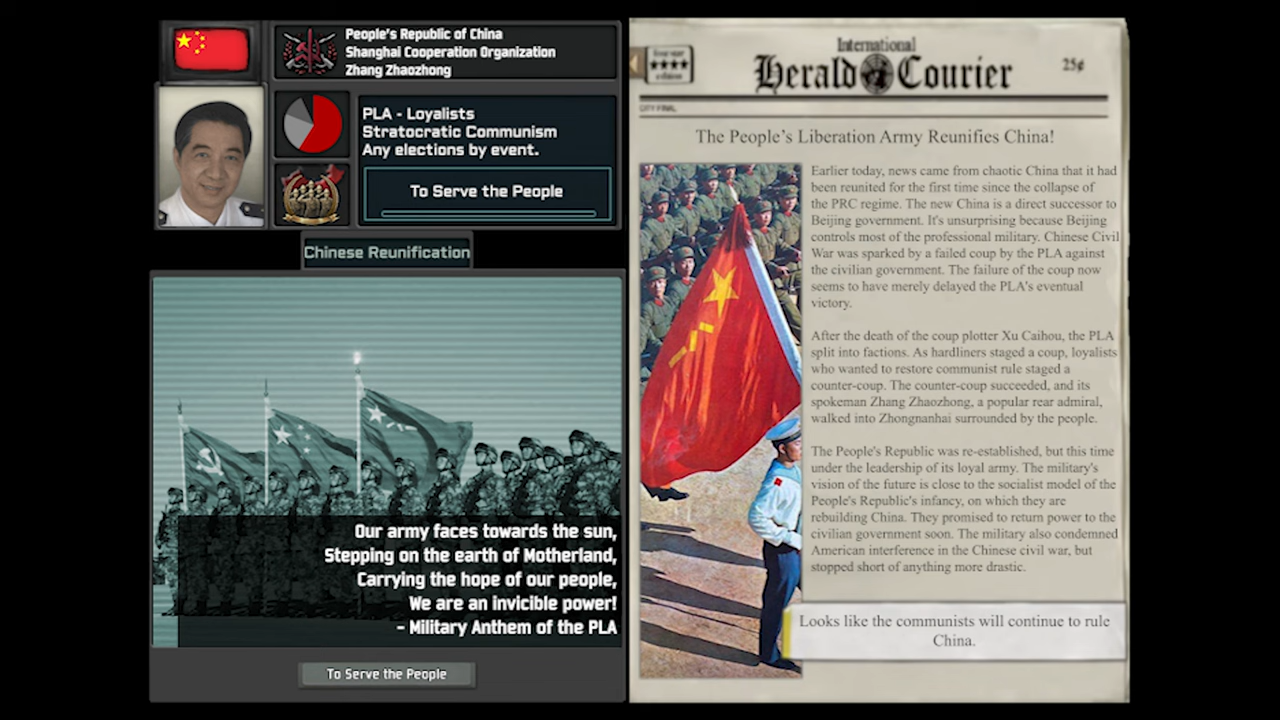 People's Republic of China
Shanghai Cooperation Organization
Zhang Zhaozhong
PLA - Loyalists
Stratocratic Communism
Any elections by event.
To Serve the People
Chinese Reunification
Our army faces towards the sun,
Stepping on the earth of Motherland,
Carrying the hope of our people,
We are an invicible power!
- Military Anthem of the PLA
To Serve the People
International
Herald Courier
25¢
CITY FINAL
The People's Liberation Army Reunifies China!
Earlier today, news came from chaotic China that it had
been reunited for the first time since the collapse of
the PRC regime. The new China is a direct successor to
Beijing government. It's unsurprising because Beijing
controls most of the professional military. Chinese Civil
War was sparked by a failed coup by the PLA against
the civilian government. The failure of the coup now
seems to have merely delayed the PLA's eventual
victory.
After the death of the coup plotter Xu Caihou, the PLA
split into factions. As hardliners staged a coup, loyalists
who wanted to restore communist rule staged a
counter-coup. The counter-coup succeeded, and its
spokeman Zhang Zhaozhong, a popular rear admiral,
walked into Zhongnanhai surrounded by the people.
The People's Republic was re-established, but this time
under the leadership of its loyal army. The military's
vision of the future is close to the socialist model of the
People's Republic's infancy, on which they are
rebuilding China. They promised to return power to the
civilian government soon. The military also condemned
American interference in the Chinese civil war, but
stopped short of anything more drastic.
Looks like the communists will continue to rule
China.